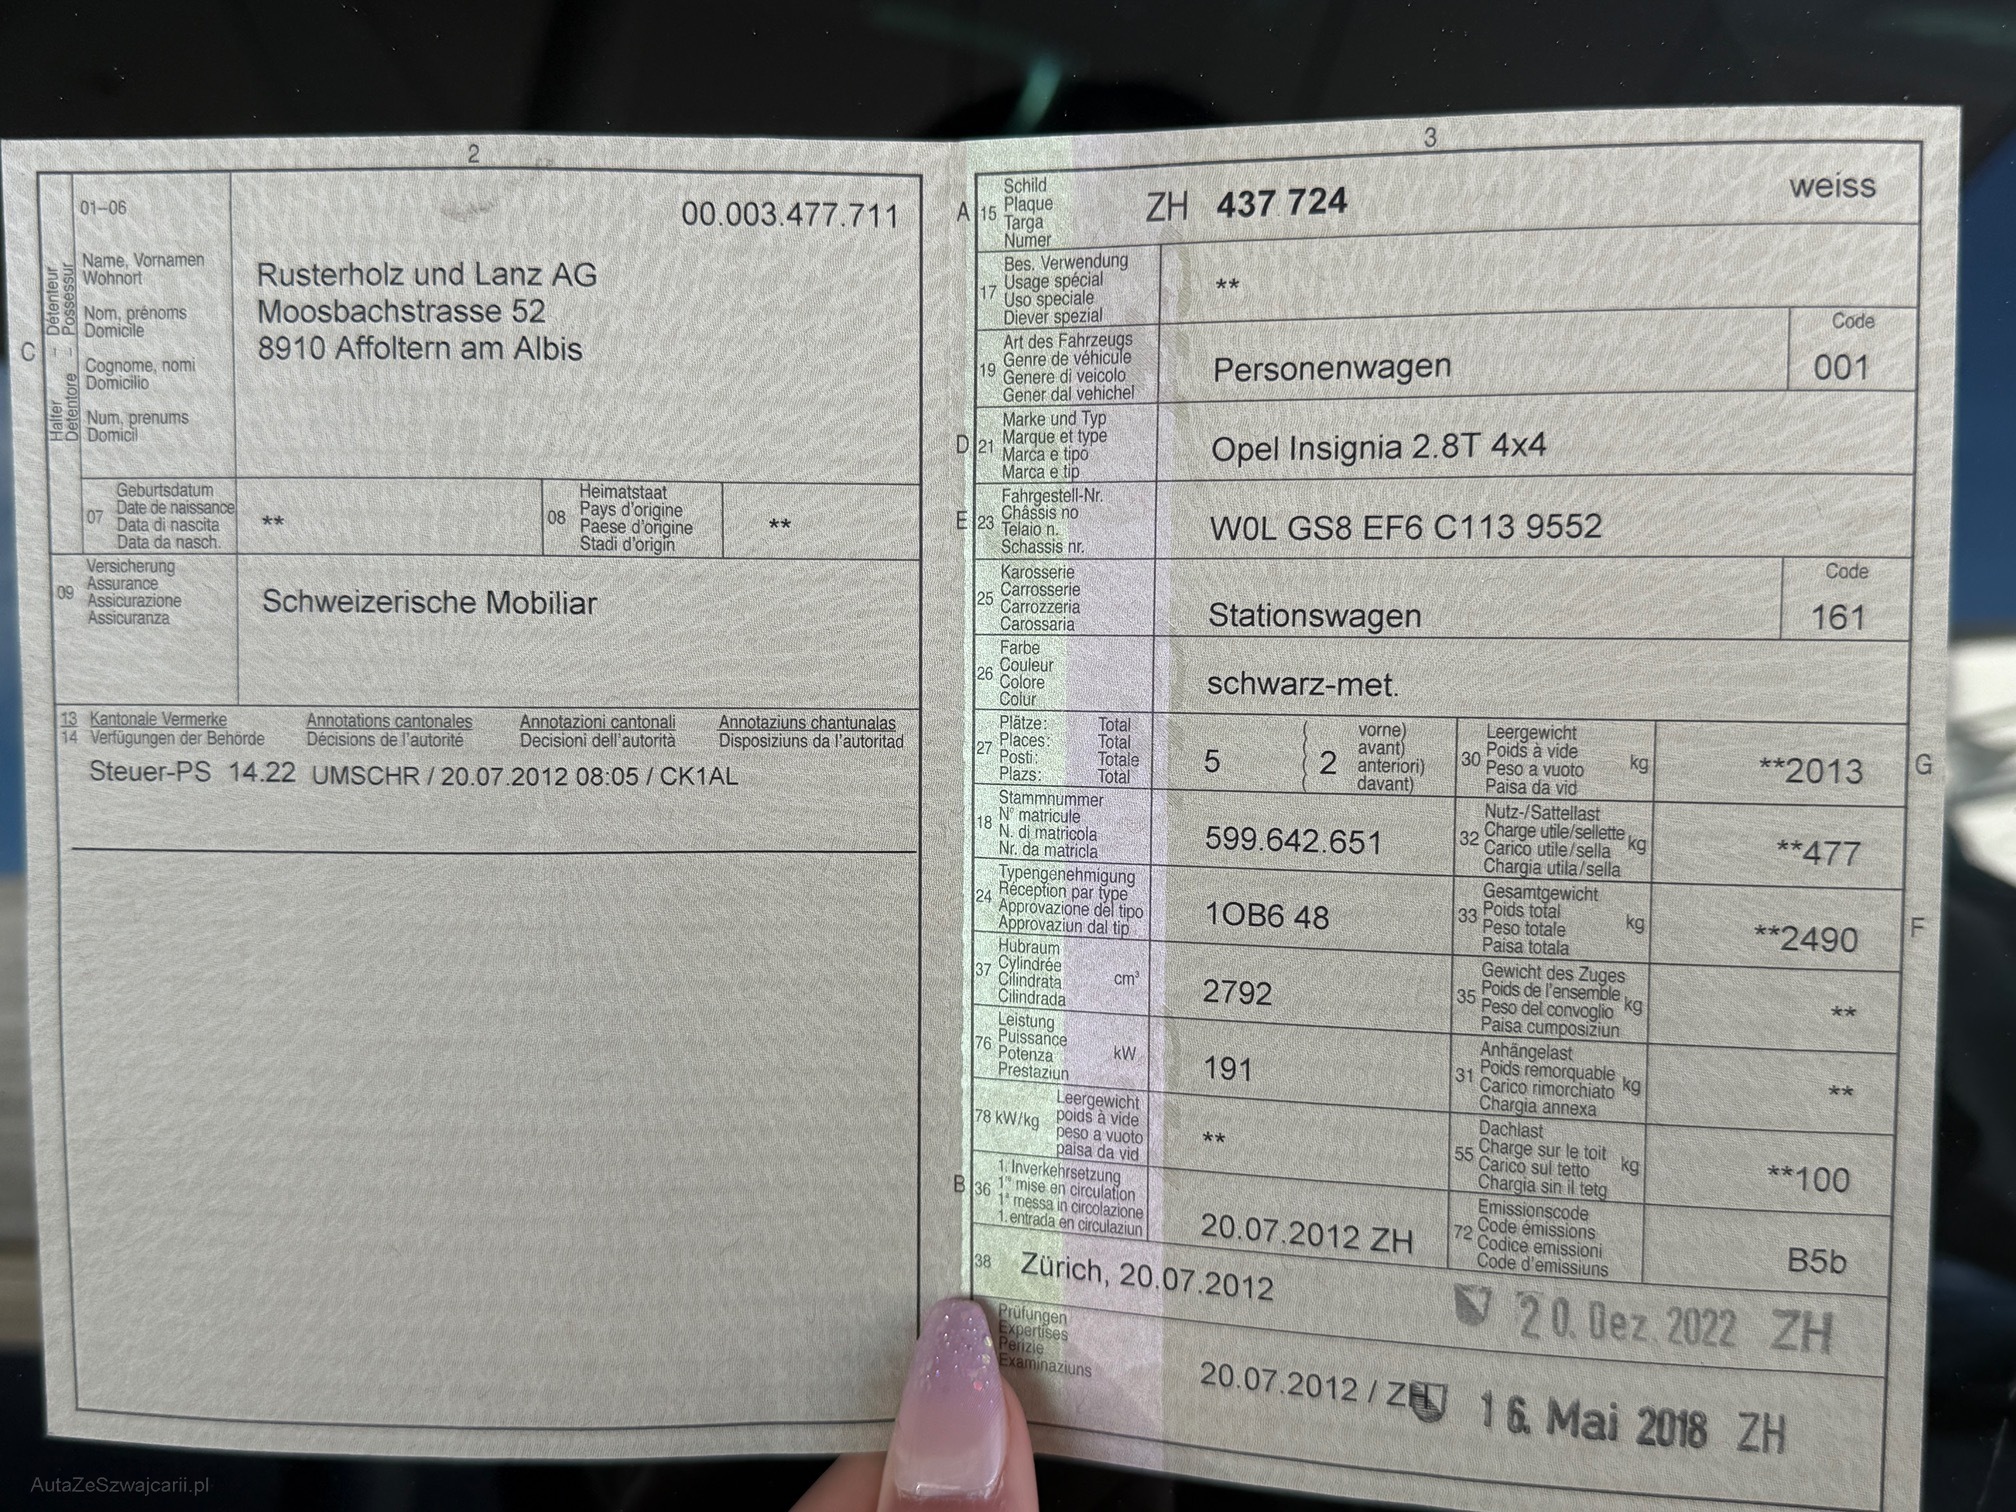 2
01–06
00.003.477.711
C
Halter – Détenteur
Detentore – Possessur
Name, Vornamen
Wohnort
Nom, prénoms
Domicile
Cognome, nomi
Domicilio
Num, prenums
Domicil
Rusterholz und Lanz AG
Moosbachstrasse 52
8910 Affoltern am Albis
07
Geburtsdatum
Date de naissance
Data di nascita
Data da nasch.
**
08
Heimatstaat
Pays d'origine
Paese d'origine
Stadi d'origin
**
09
Versicherung
Assurance
Assicurazione
Assicuranza
Schweizerische Mobiliar
13 Kantonale Vermerke Annotations cantonales Annotazioni cantonali Annotaziuns chantunalas
14 Verfügungen der Behörde Décisions de l'autorité Decisioni dell'autorità Disposiziuns da l'autoritad
Steuer-PS 14.22 UMSCHR / 20.07.2012 08:05 / CK1AL
3
A 15
Schild
Plaque
Targa
Numer
ZH 437 724 weiss
17
Bes. Verwendung
Usage spécial
Uso speciale
Diever spezial
**
19
Art des Fahrzeugs
Genre de véhicule
Genere di veicolo
Gener dal vehichel
Personenwagen
Code
001
D 21
Marke und Typ
Marque et type
Marca e tipo
Marca e tip
Opel Insignia 2.8T 4x4
E 23
Fahrgestell-Nr.
Châssis no
Telaio n.
Schassis nr.
W0L GS8 EF6 C113 9552
25
Karosserie
Carrosserie
Carrozzeria
Carossaria
Stationswagen
Code
161
26
Farbe
Couleur
Colore
Colur
schwarz-met.
27
Plätze: Total
Places: Total
Posti: Totale
Plazs: Total
5
( 2
vorne)
avant)
anteriori)
davant)
30
Leergewicht
Poids à vide
Peso a vuoto
Paisa da vid
kg
**2013
G
18
Stammnummer
N° matricule
N. di matricola
Nr. da matricla
599.642.651
32
Nutz-/Sattellast
Charge utile/sellette
Carico utile/sella
Chargia utila/sella
kg
**477
24
Typengenehmigung
Réception par type
Approvazione del tipo
Approvaziun dal tip
1OB6 48
33
Gesamtgewicht
Poids total
Peso totale
Paisa totala
kg
**2490
F
37
Hubraum
Cylindrée
Cilindrata
Cilindrada
cm³
2792
35
Gewicht des Zuges
Poids de l'ensemble
Peso del convoglio
Paisa cumposiziun
kg
**
76
Leistung
Puissance
Potenza
Prestaziun
kW
191
31
Anhängelast
Poids remorquable
Carico rimorchiato
Chargia annexa
kg
**
78 kW/kg
Leergewicht
poids à vide
peso a vuoto
paisa da vid
**
55
Dachlast
Charge sur le toit
Carico sul tetto
Chargia sin il tetg
kg
**100
B 36
1. Inverkehrsetzung
1re mise en circulation
1a messa in circolazione
1. entrada en circulaziun
20.07.2012 ZH
72
Emissionscode
Code émissions
Codice emissioni
Code d'emissiuns
B5b
38
Zürich, 20.07.2012
20. Dez. 2022 ZH
Prüfungen
Expertises
Perizie
Examinaziuns
20.07.2012 / ZH
16. Mai 2018 ZH
AutaZeSzwajcarii.pl